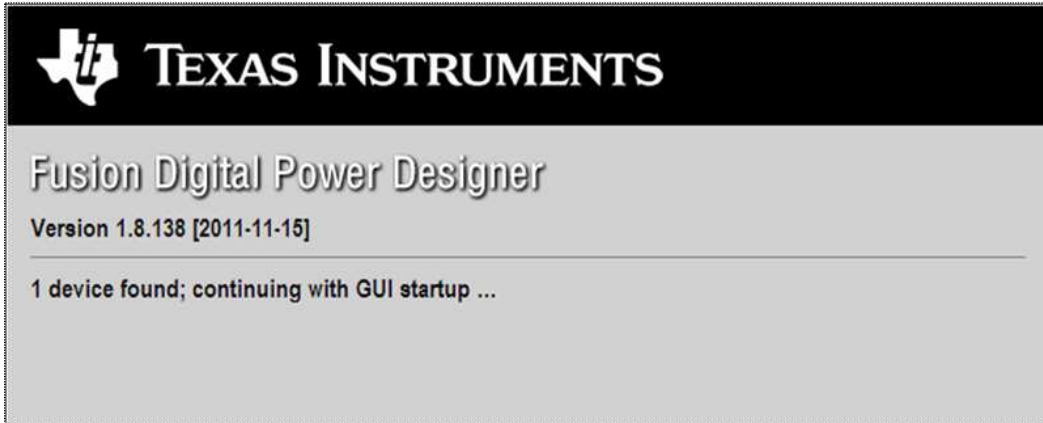 TEXAS INSTRUMENTS
Fusion Digital Power Designer
Version 1.8.138 [2011-11-15]
1 device found; continuing with GUI startup ...